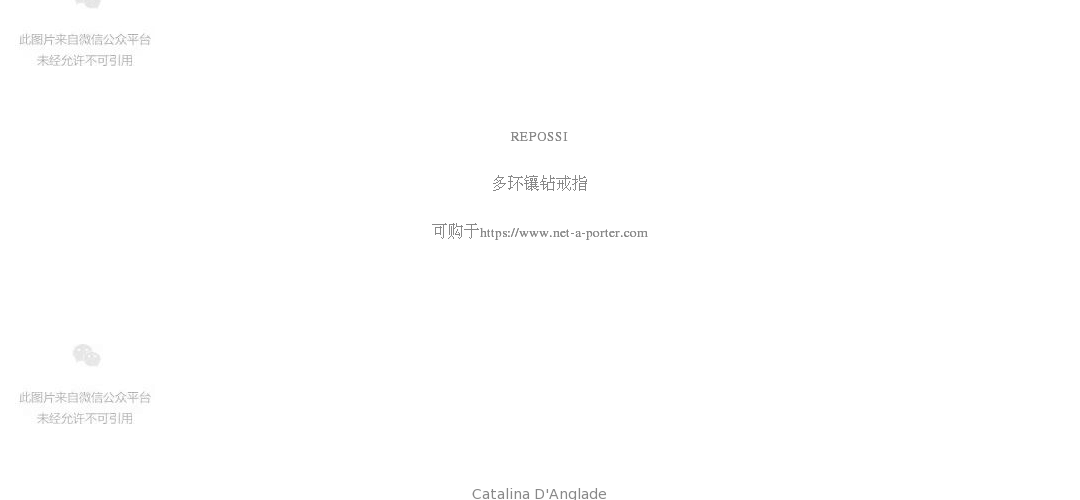 此图片来自微信公众平台
未经允许不可引用
REPOSSI
多环镶钻戒指
可购于https://www.net-a-porter.com
此图片来自微信公众平台
未经允许不可引用
Catalina D'Anglade